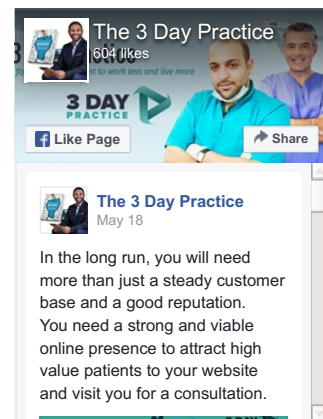 The 3 Day Practice
604 likes
to work less and live more
3 DAY
PRACTICE
Like Page
Share
The 3 Day Practice
May 18
In the long run, you will need
more than just a steady customer
base and a good reputation.
You need a strong and viable
online presence to attract high
value patients to your website
and visit you for a consultation.